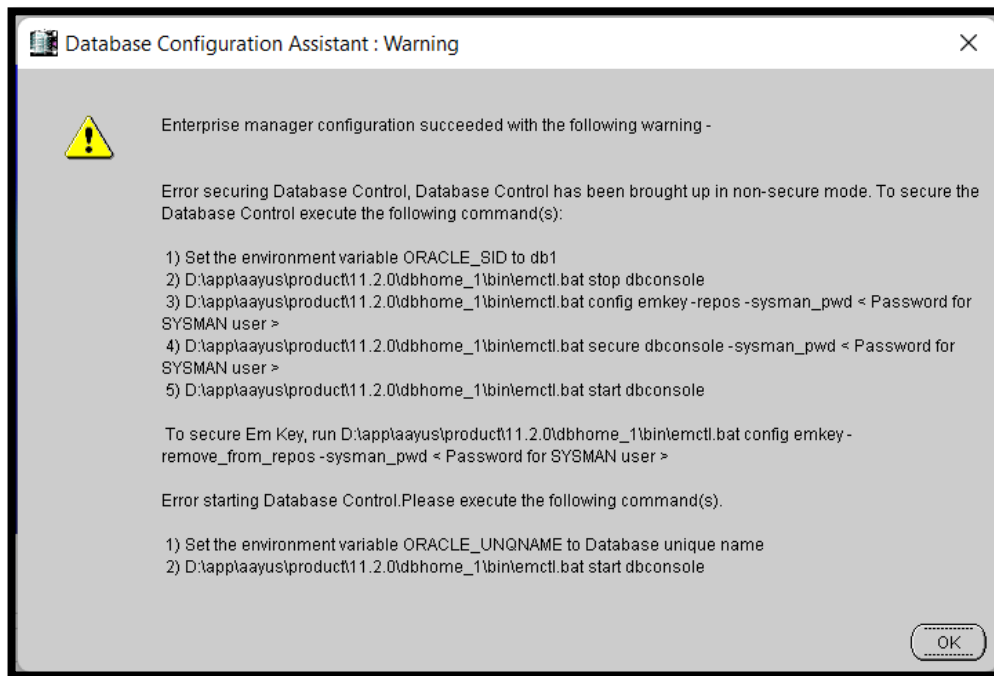 Database Configuration Assistant : Warning
Enterprise manager configuration succeeded with the following warning -
Error securing Database Control, Database Control has been brought up in non-secure mode. To secure the
Database Control execute the following command(s):
1) Set the environment variable ORACLE_SID to db1
2) D:\app\aayus\product\11.2.0\dbhome_1\bin\emctl.bat stop dbconsole
3) D:\app\aayus\product\11.2.0\dbhome_1\bin\emctl.bat config emkey -repos -sysman_pwd < Password for
SYSMAN user >
4) D:\app\aayus\product\11.2.0\dbhome_1\bin\emctl.bat secure dbconsole -sysman_pwd < Password for
SYSMAN user >
5) D:\app\aayus\product\11.2.0\dbhome_1\bin\emctl.bat start dbconsole
To secure Em Key, run D:\app\aayus\product\11.2.0\dbhome_1\bin\emctl.bat config emkey -
remove_from_repos -sysman_pwd < Password for SYSMAN user >
Error starting Database Control.Please execute the following command(s).
1) Set the environment variable ORACLE_UNQNAME to Database unique name
2) D:\app\aayus\product\11.2.0\dbhome_1\bin\emctl.bat start dbconsole
OK